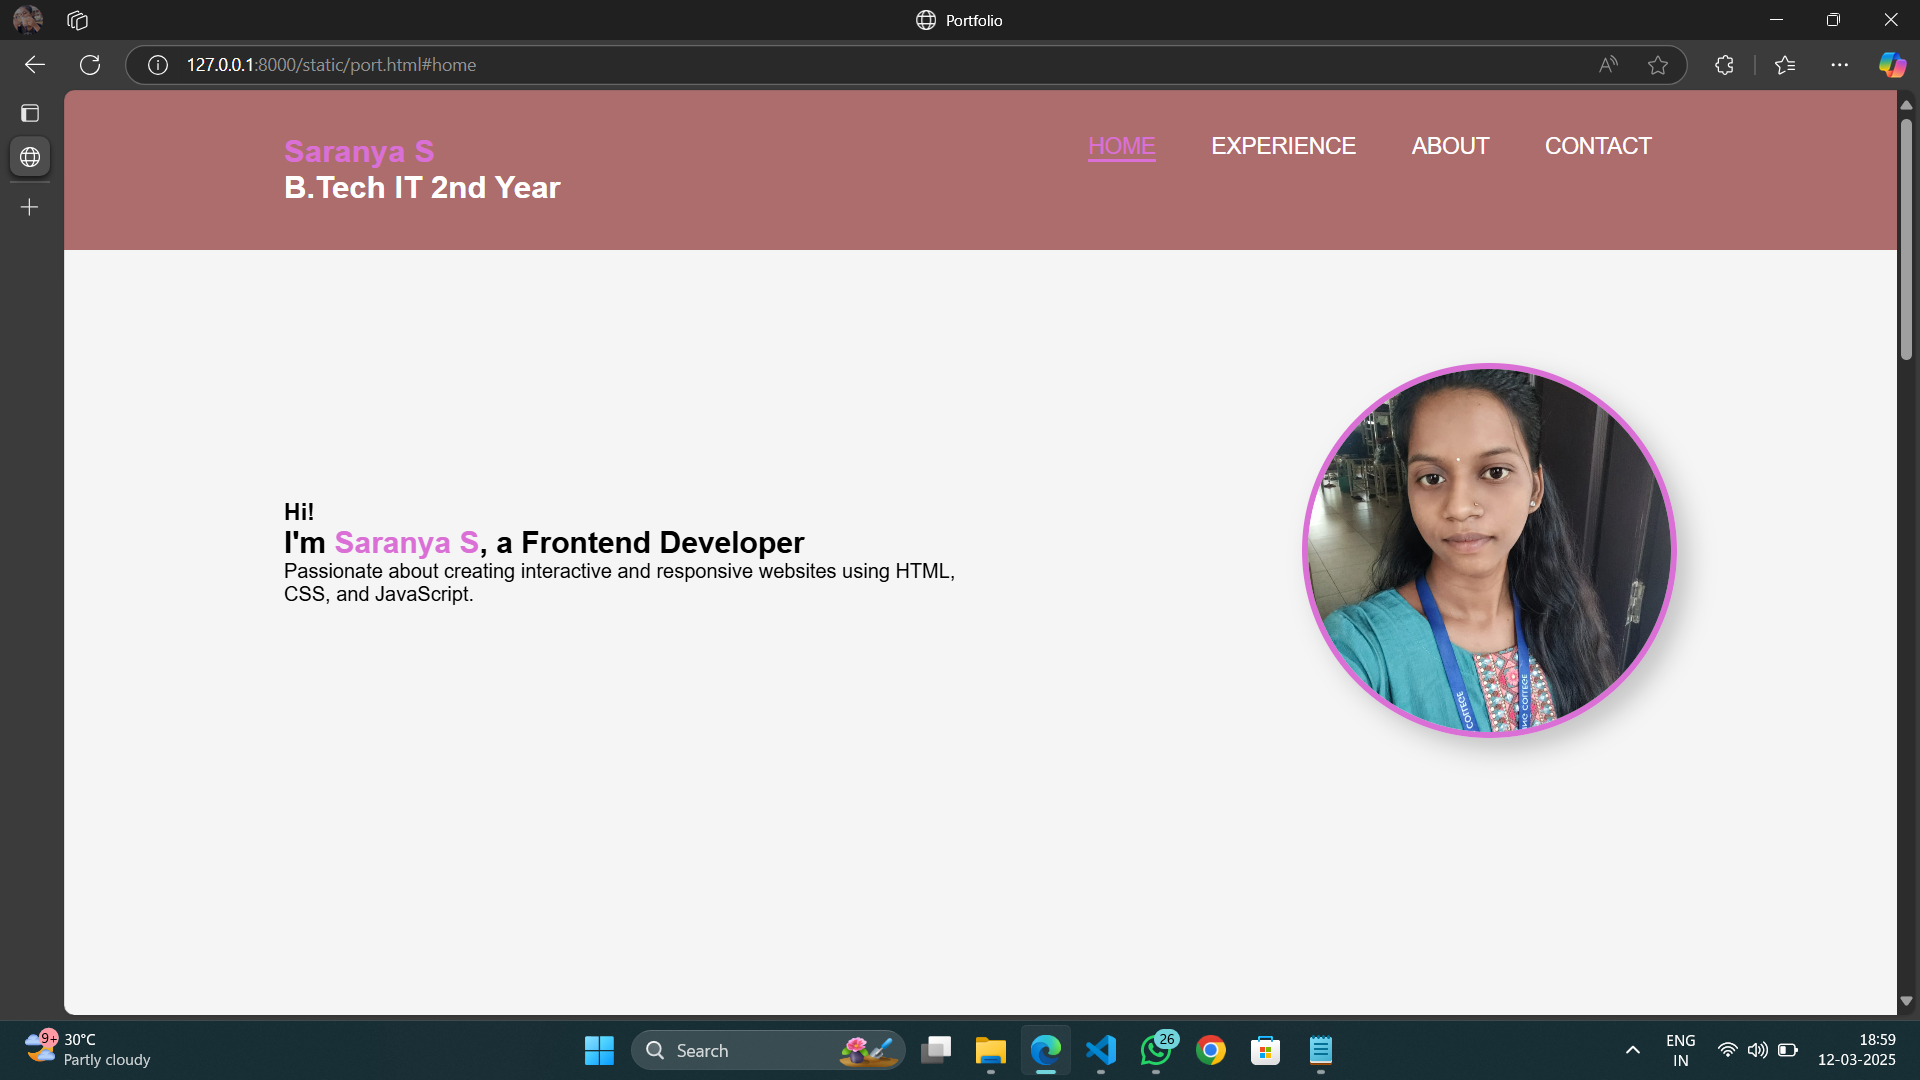 Portfolio
127.0.0.1:8000/static/port.html#home
Saranya S
B.Tech IT 2nd Year
HOME EXPERIENCE ABOUT CONTACT
Hi!
I'm Saranya S, a Frontend Developer
Passionate about creating interactive and responsive websites using HTML,
CSS, and JavaScript.
COLLEGE
COLLEGE
9+
30°C
Partly cloudy
Search
26
ENG
IN
18:59
12-03-2025